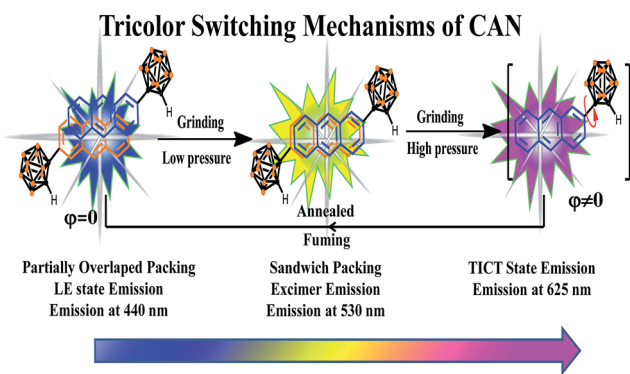 Tricolor Switching Mechanisms of CAN
H
Grinding
Low pressure
H
φ=0
H
Grinding
High pressure
H
H
φ≠0
Annealed
Fuming
Partially Overlaped Packing
LE state Emission
Emission at 440 nm
Sandwich Packing
Excimer Emission
Emission at 530 nm
TICT State Emission
Emission at 625 nm